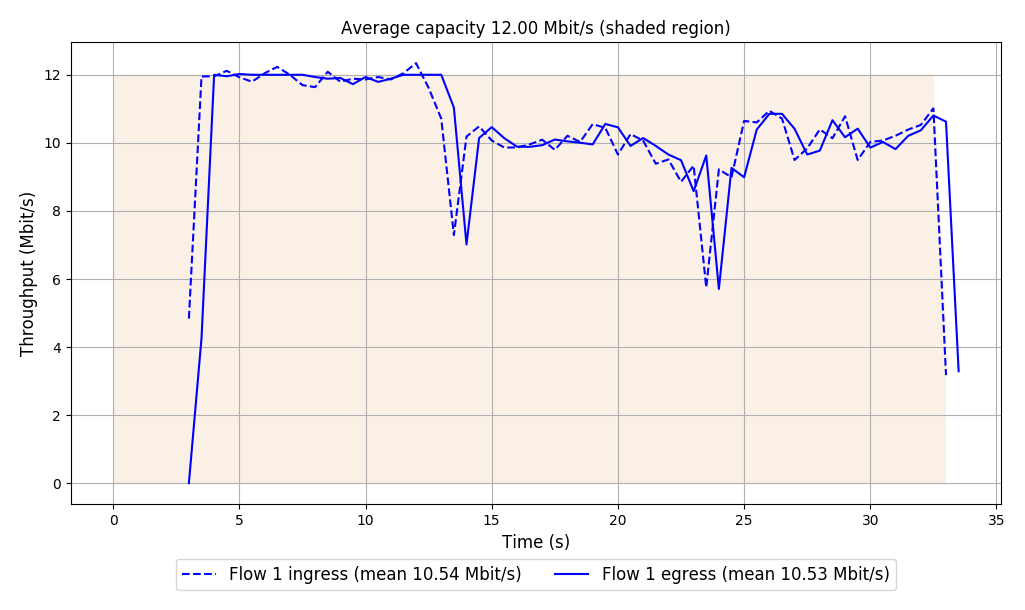 Average capacity 12.00 Mbit/s (shaded region)
Throughput (Mbit/s)
12
10
8
6
4
2
0
0 5 10 15 20 25 30 35
Time (s)
Flow 1 ingress (mean 10.54 Mbit/s) Flow 1 egress (mean 10.53 Mbit/s)